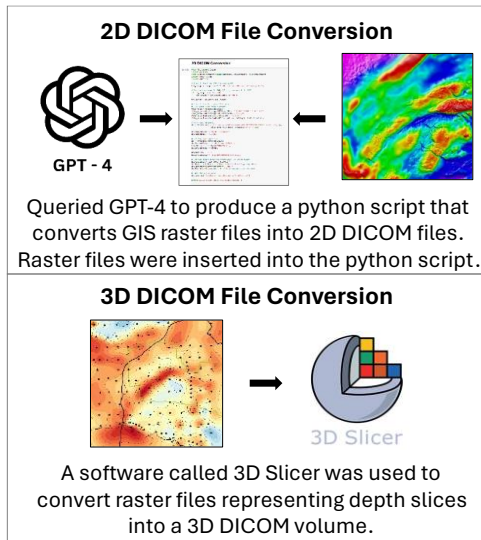 2D DICOM File Conversion
GPT - 4
Queried GPT-4 to produce a python script that
converts GIS raster files into 2D DICOM files.
Raster files were inserted into the python script.
3D DICOM File Conversion
3D Slicer
A software called 3D Slicer was used to
convert raster files representing depth slices
into a 3D DICOM volume.